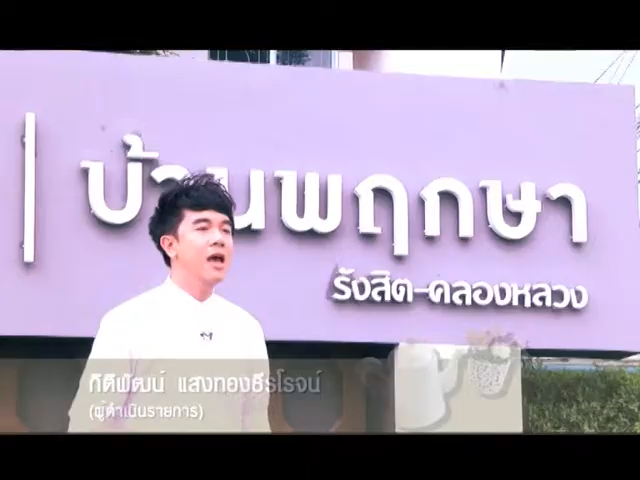 บ้านพฤกษา
รังสิต-คลองหลวง
กิติพัฒน์ แสงทองธีรโรจน์
(ผู้ดำเนินรายการ)